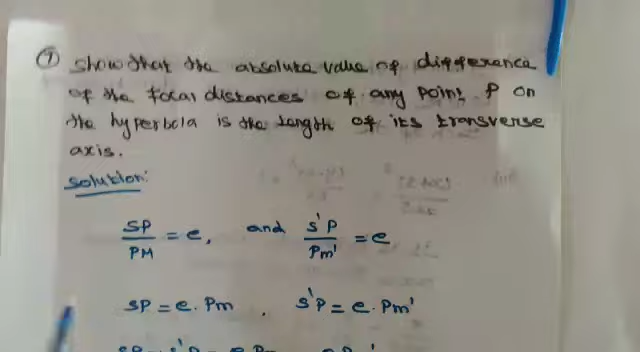 ① show that the absolute value of difference
of the focal distances of any point P on
the hyperbola is the length of its transverse
axis.
solution:
SP/PM = e, and S'P/Pm' = e
SP = e. Pm. S'P = e. Pm'